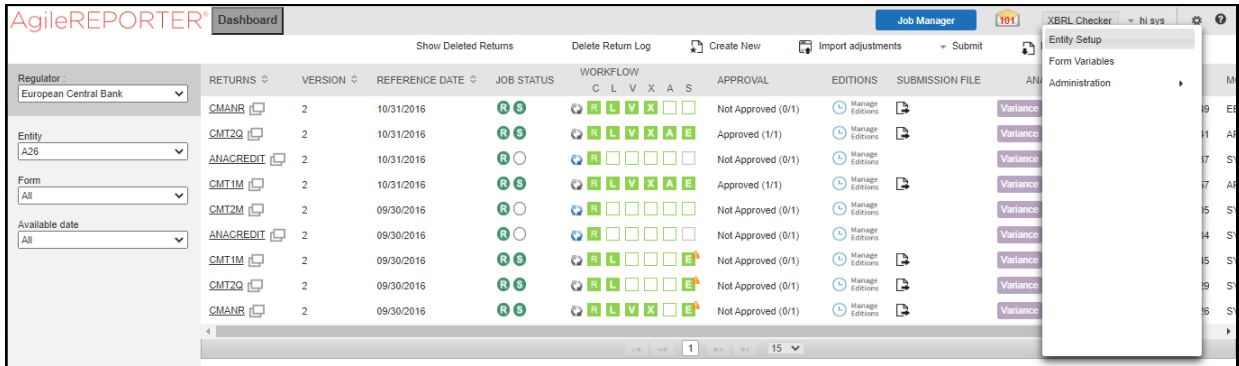 AgileREPORTER® Dashboard Job Manager 101 XBRL Checker hi sys
Show Deleted Returns Delete Return Log Create New Import adjustments Submit
Entity Setup
Form Variables
Administration
Regulator :
European Central Bank
Entity
A26
Form
All
Available date
All
RETURNS VERSION REFERENCE DATE JOB STATUS WORKFLOW APPROVAL EDITIONS SUBMISSION FILE
C L V X A S
CMANR 2 10/31/2016 R S R L V X Not Approved (0/1) Manage Editions Variance
CMT2Q 2 10/31/2016 R S R L V X A E Approved (1/1) Manage Editions Variance
ANACREDIT 2 10/31/2016 R R Not Approved (0/1) Manage Editions Variance
CMT1M 2 10/31/2016 R S R L V X A E Approved (1/1) Manage Editions Variance
CMT2M 2 09/30/2016 R R Not Approved (0/1) Manage Editions Variance
ANACREDIT 2 09/30/2016 R R Not Approved (0/1) Manage Editions Variance
CMT1M 2 09/30/2016 R S R L E Not Approved (0/1) Manage Editions Variance
CMT2Q 2 09/30/2016 R S R L E Not Approved (0/1) Manage Editions Variance
CMANR 2 09/30/2016 R S R L V X E Not Approved (0/1) Manage Editions Variance
1 15